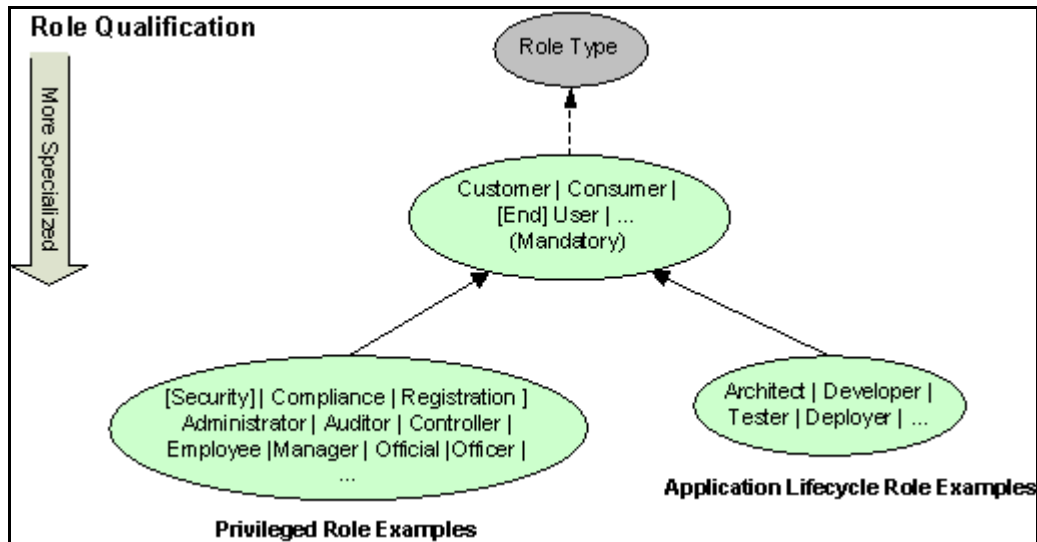 Role Qualification
More Specialized
Role Type
Customer | Consumer |
[End] User | ...
(Mandatory)
[Security] | Compliance | Registration ]
Administrator | Auditor | Controller |
Employee |Manager | Official |Officer |
...
Architect | Developer |
Tester | Deployer | ...
Application Lifecycle Role Examples
Privileged Role Examples